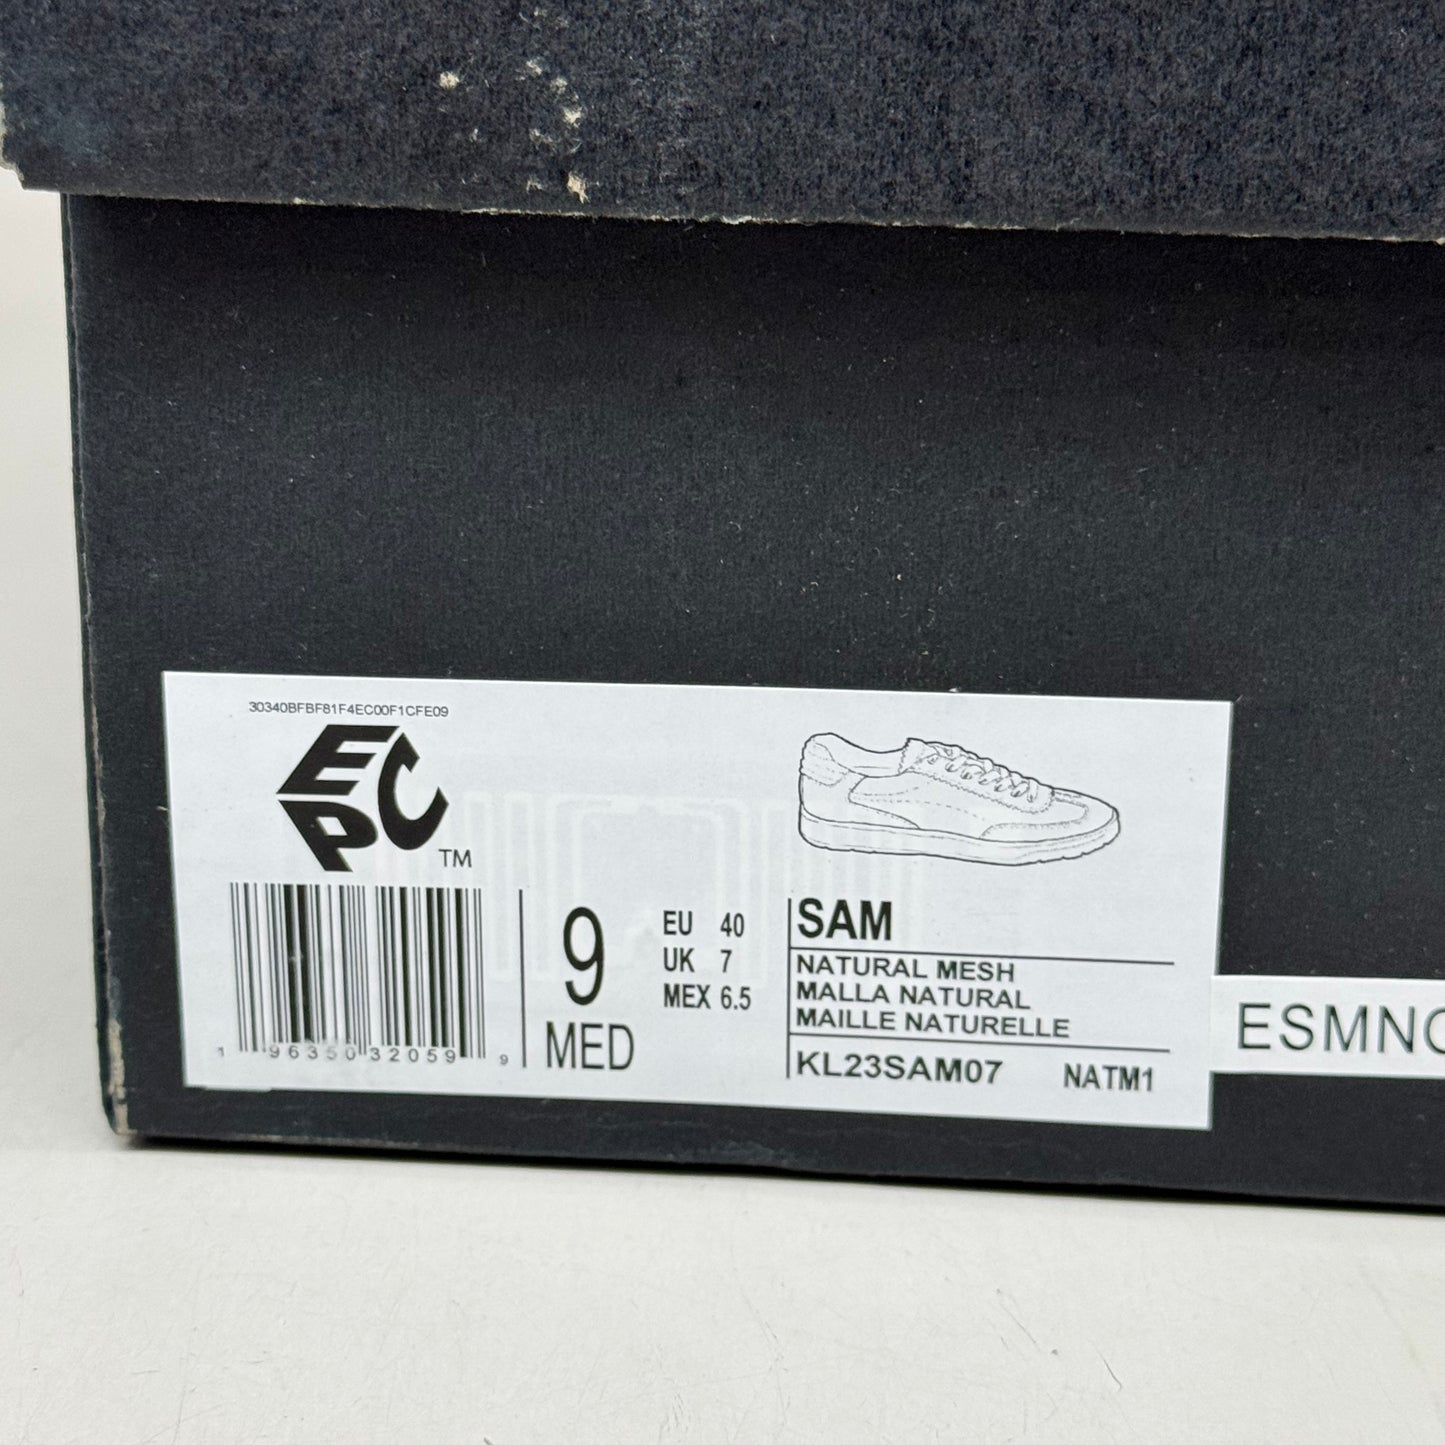 30340BFBF81F4EC00F1CFE09
EPC
TM
1 96350 32059 9
9
MED
EU 40
UK 7
MEX 6.5
SAM
NATURAL MESH
MALLA NATURAL
MAILLE NATURELLE
KL23SAM07 NATM1